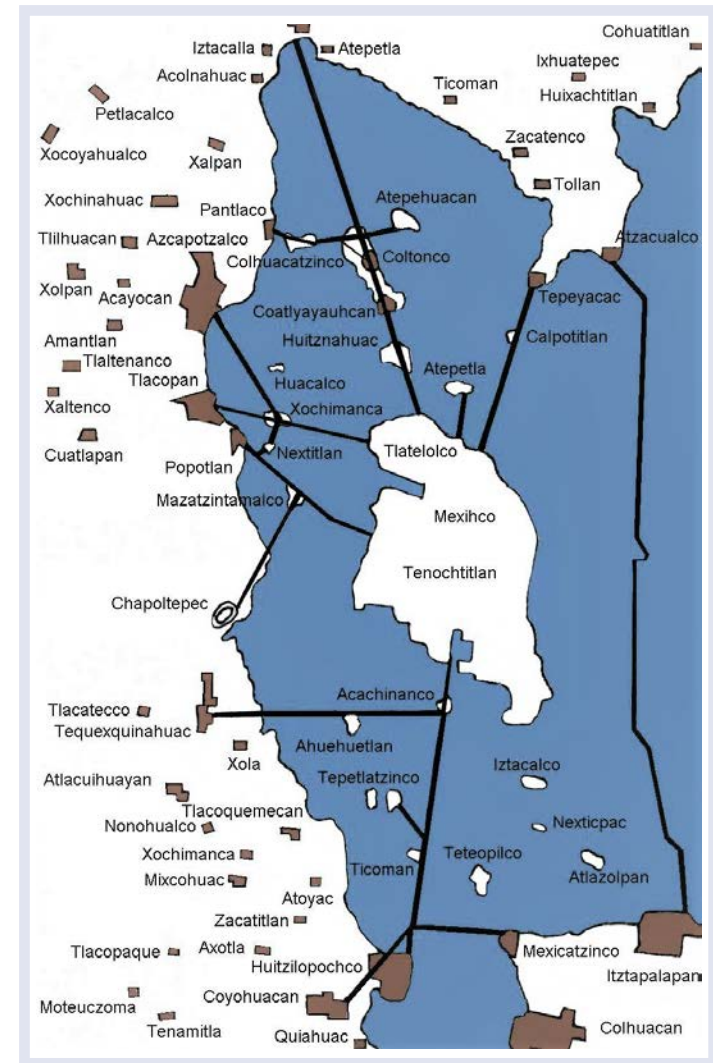 Cohuatitlan
Iztacalla
Atepetla
Ixhuatepec
Acolnahuac
Ticoman
Huixachtitlan
Petlacalco
Xocoyahualco
Xalpan
Zacatenco
Tollan
Xochinahuac
Pantlaco
Atepehuacan
Tlilhuacan
Azcapotzalco
Atzacualco
Colhuacatzinco
Coltonco
Xolpan
Acayocan
Tepeyacac
Coatlyayauhcan
Amantlan
Huitznahuac
Calpotitlan
Tlaltenanco
Atepetla
Tlacopan
Huacalco
Xaltenco
Xochimanca
Cuatlapan
Nextitlan
Tlatelolco
Popotlan
Mazatzintamalco
Mexihco
Tenochtitlan
Chapoltepec
Acachinanco
Tlacatecco
Tequexquinahuac
Ahuehuetlan
Xola
Iztacalco
Tepetlatzinco
Atlacuihuayan
Tlacoquemecan
Nonohualco
Nexticpac
Xochimanca
Teteopilco
Ticoman
Atlazolpan
Mixcohuac
Atoyac
Zacatitlan
Tlacopaque
Axotla
Mexicatzinco
Huitzilopochco
Itztapalapan
Moteuczoma
Coyohuacan
Tenamitla
Colhuacan
Quiahuac